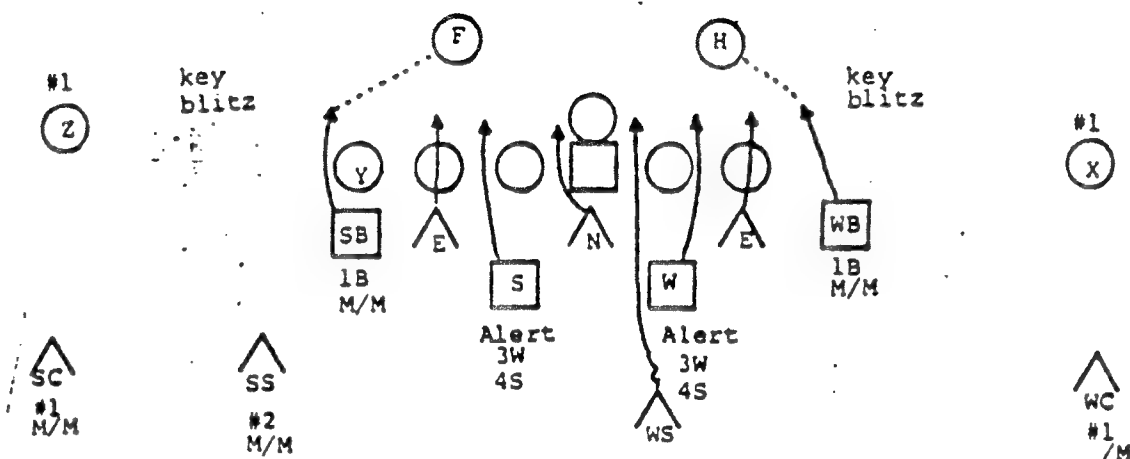 F
H
#1
key
blitz
key
blitz
Z
#1
Y
X
SB
E
N
E
WB
1B
M/M
S
W
1B
M/M
Alert
3W
4S
Alert
3W
4S
SC
#1
M/M
SS
#2
M/M
WS
WC
#1
/M